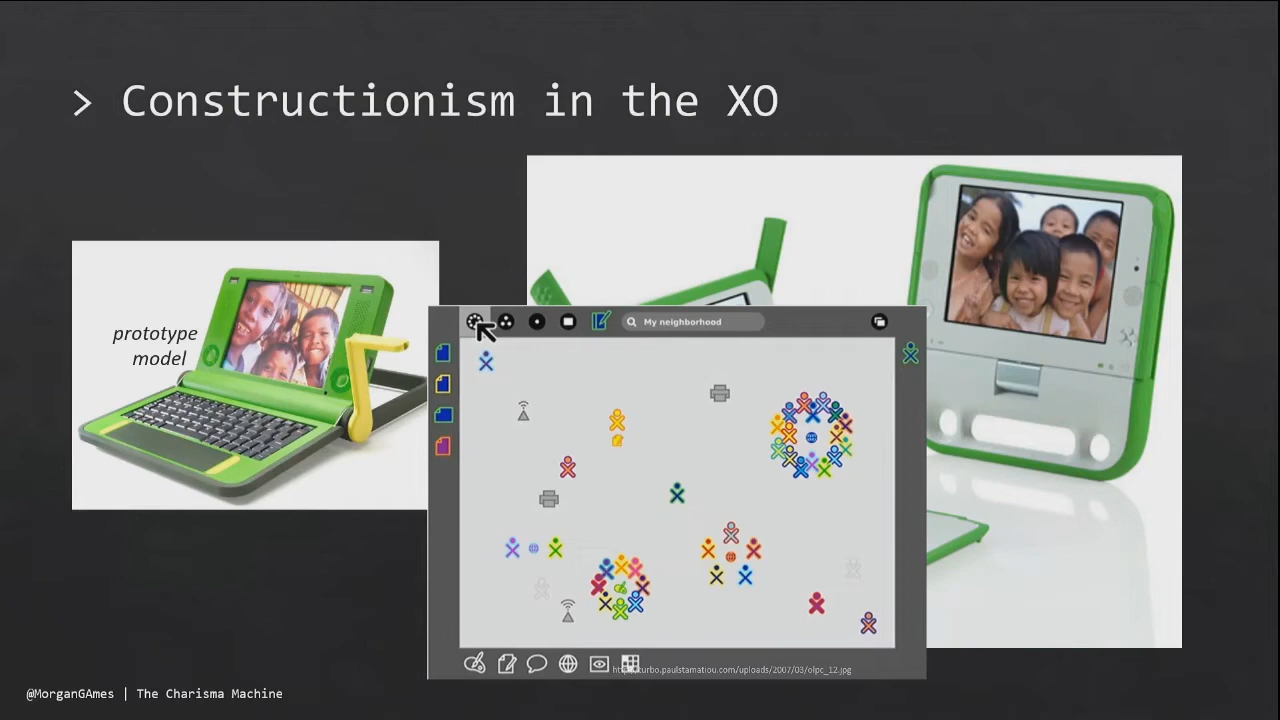 > Constructionism in the XO
prototype
model
My neighborhood
turbo.paulstamatiou.com/uploads/2007/03/olpc_12.jpg
@MorganGAmes | The Charisma Machine